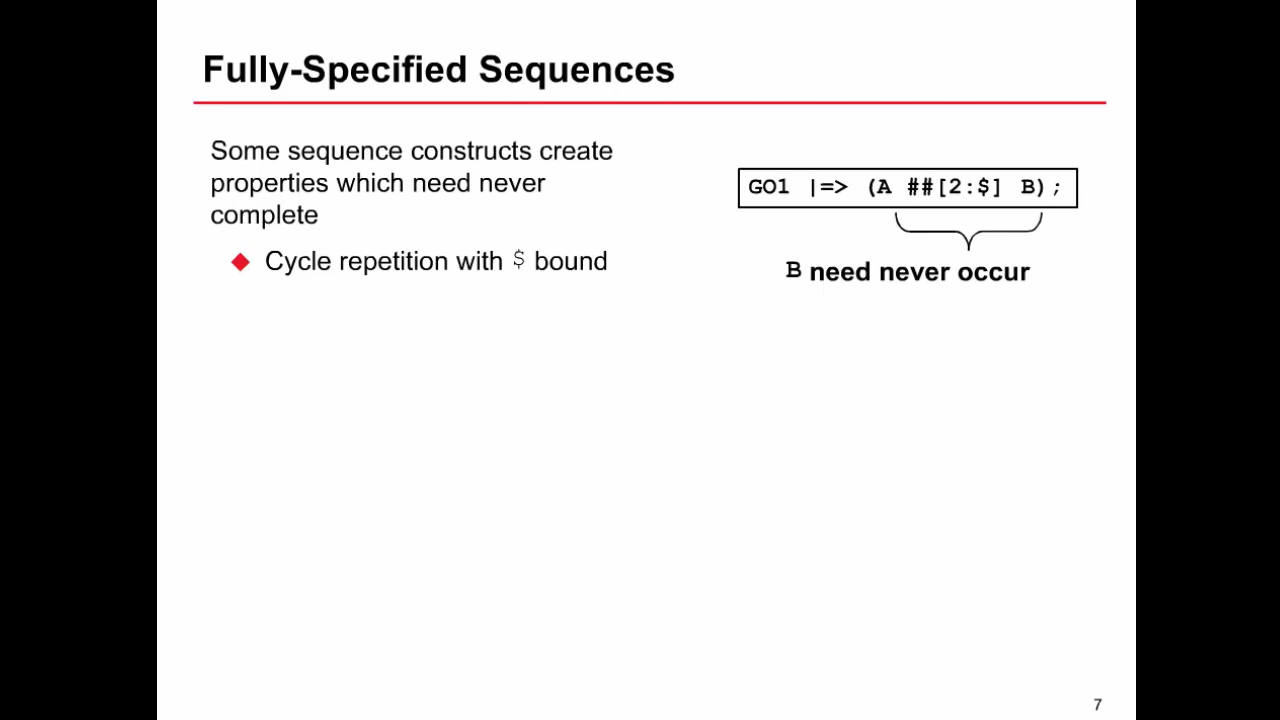 Fully-Specified Sequences
Some sequence constructs create
properties which need never
complete
Cycle repetition with $ bound
GO1 |=> (A ##[2:$] B);
B need never occur
7